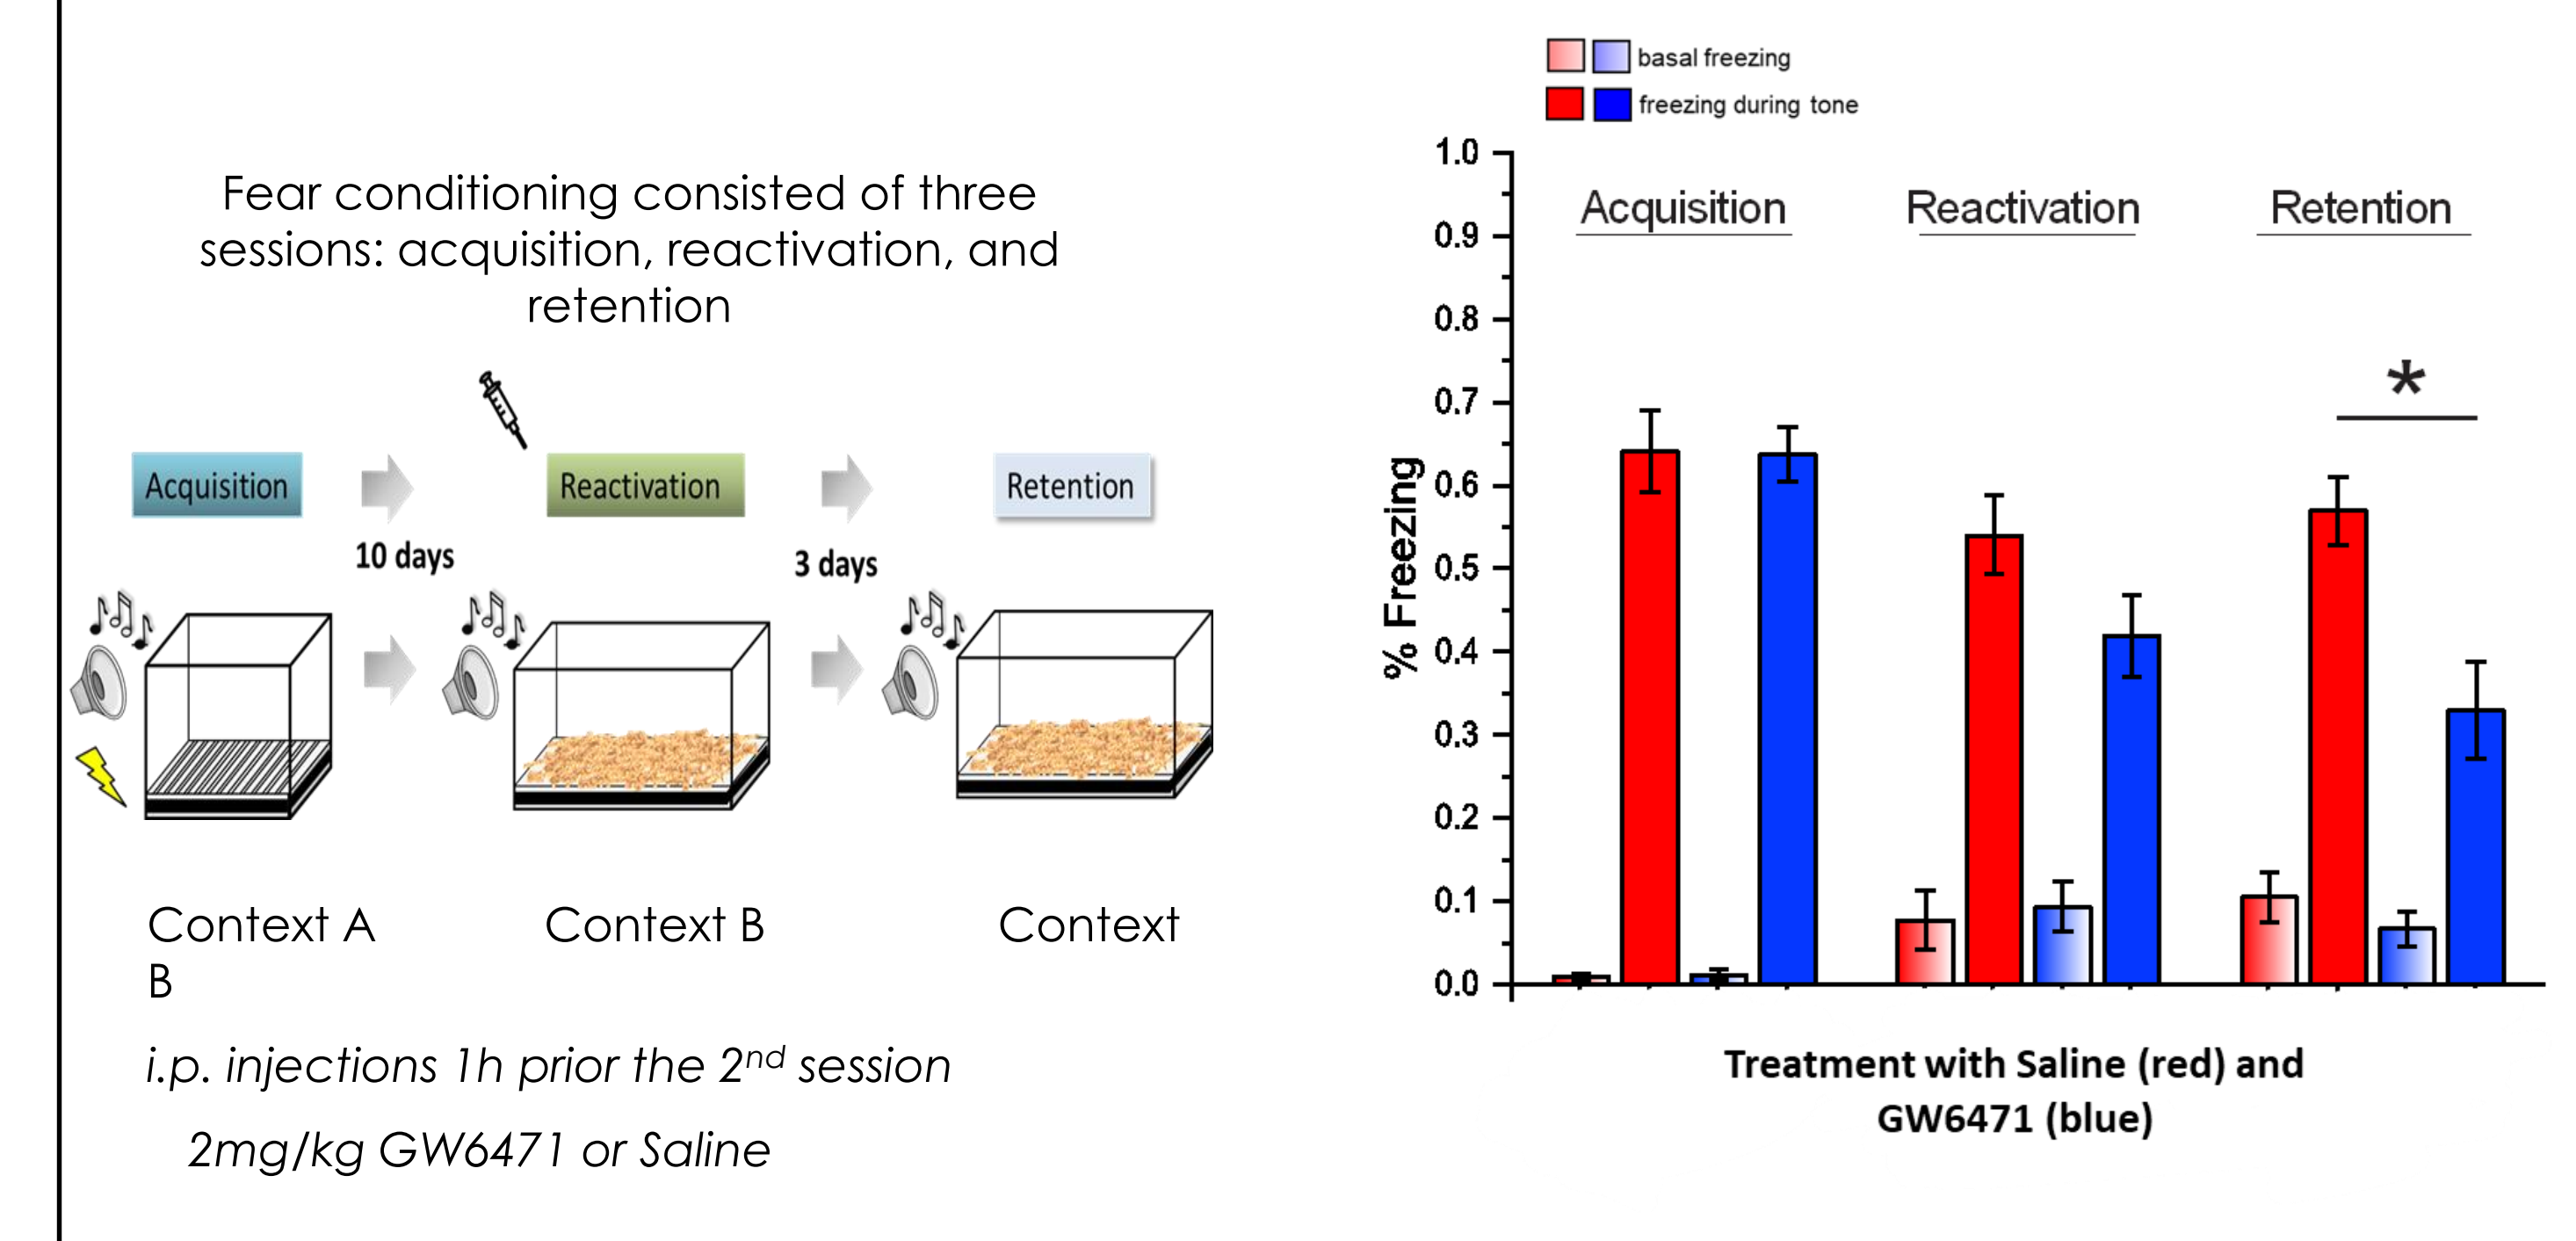 Fear conditioning consisted of three
sessions: acquisition, reactivation, and
retention
Acquisition
Reactivation
Retention
10 days
3 days
Context A
Context B
Context
B
i.p. injections 1h prior the 2nd session
2mg/kg GW6471 or Saline
basal freezing
freezing during tone
Acquisition
Reactivation
Retention
*
% Freezing
1.0
0.9
0.8
0.7
0.6
0.5
0.4
0.3
0.2
0.1
0.0
Treatment with Saline (red) and
GW6471 (blue)